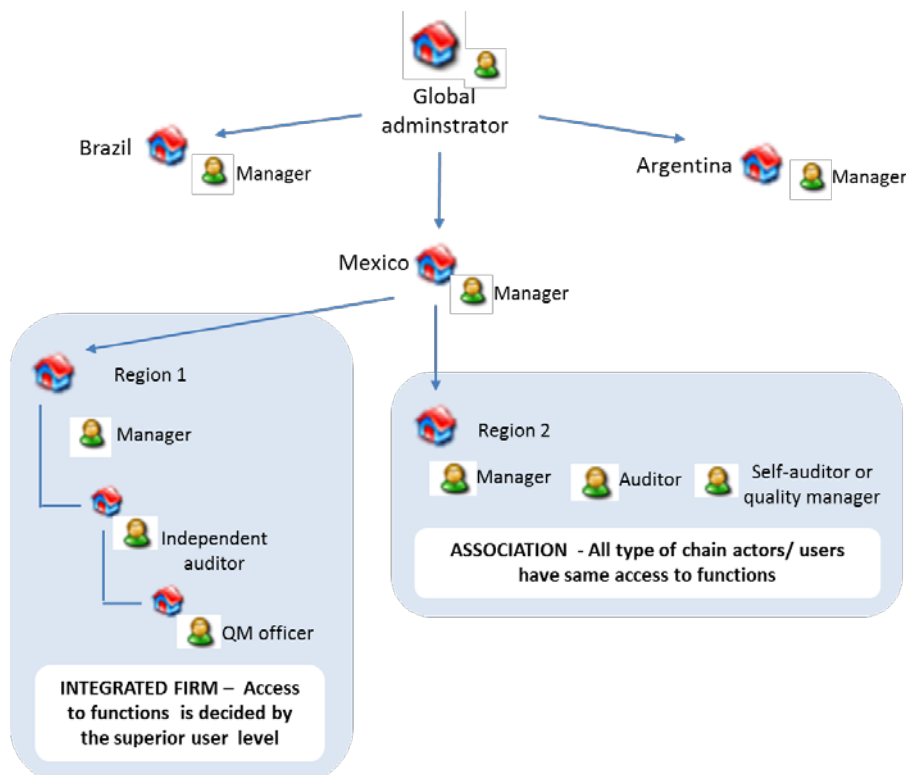 Global
adminstrator
Brazil
Manager
Argentina
Manager
Mexico
Manager
Region 1
Manager
Independent
auditor
QM officer
INTEGRATED FIRM – Access
to functions is decided by
the superior user level
Region 2
Manager
Auditor
Self-auditor or
quality manager
ASSOCIATION - All type of chain actors/ users
have same access to functions